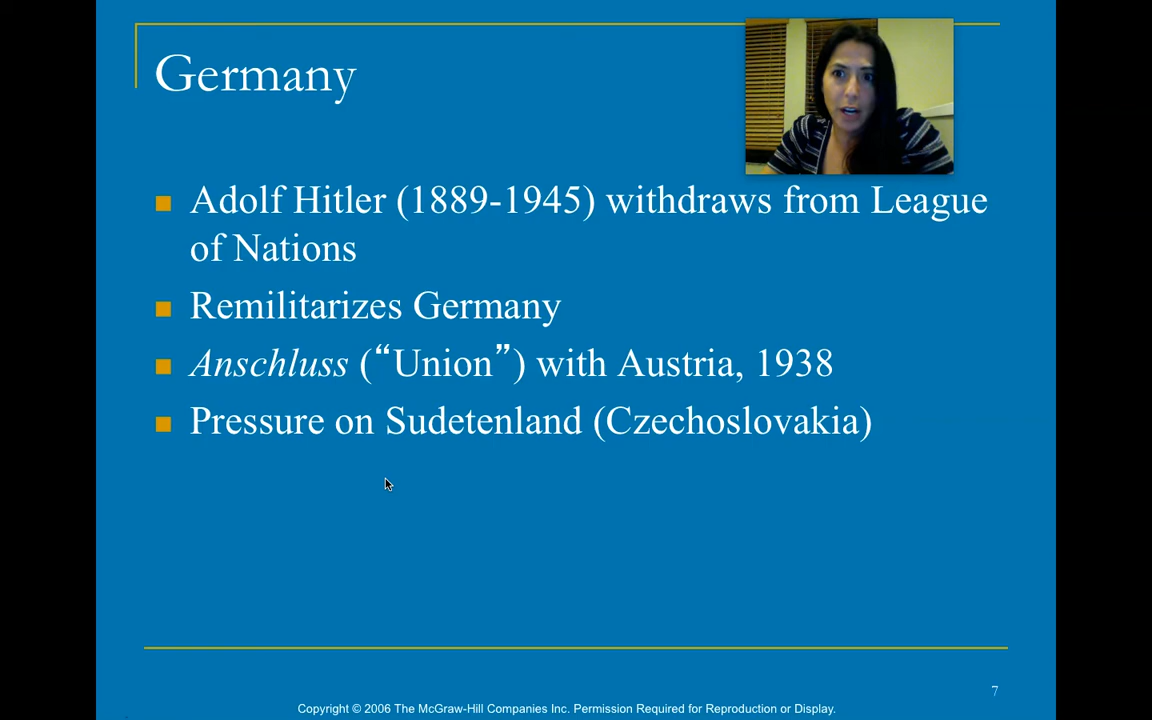 Germany
Adolf Hitler (1889-1945) withdraws from League
of Nations
Remilitarizes Germany
Anschluss (“Union”) with Austria, 1938
Pressure on Sudetenland (Czechoslovakia)
7
Copyright © 2006 The McGraw-Hill Companies Inc. Permission Required for Reproduction or Display.